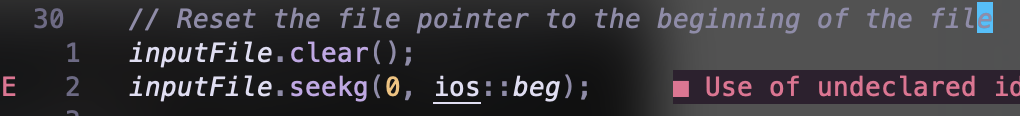 30 // Reset the file pointer to the beginning of the file
1 inputFile.clear();
E 2 inputFile.seekg(0, ios::beg); ■ Use of undeclared